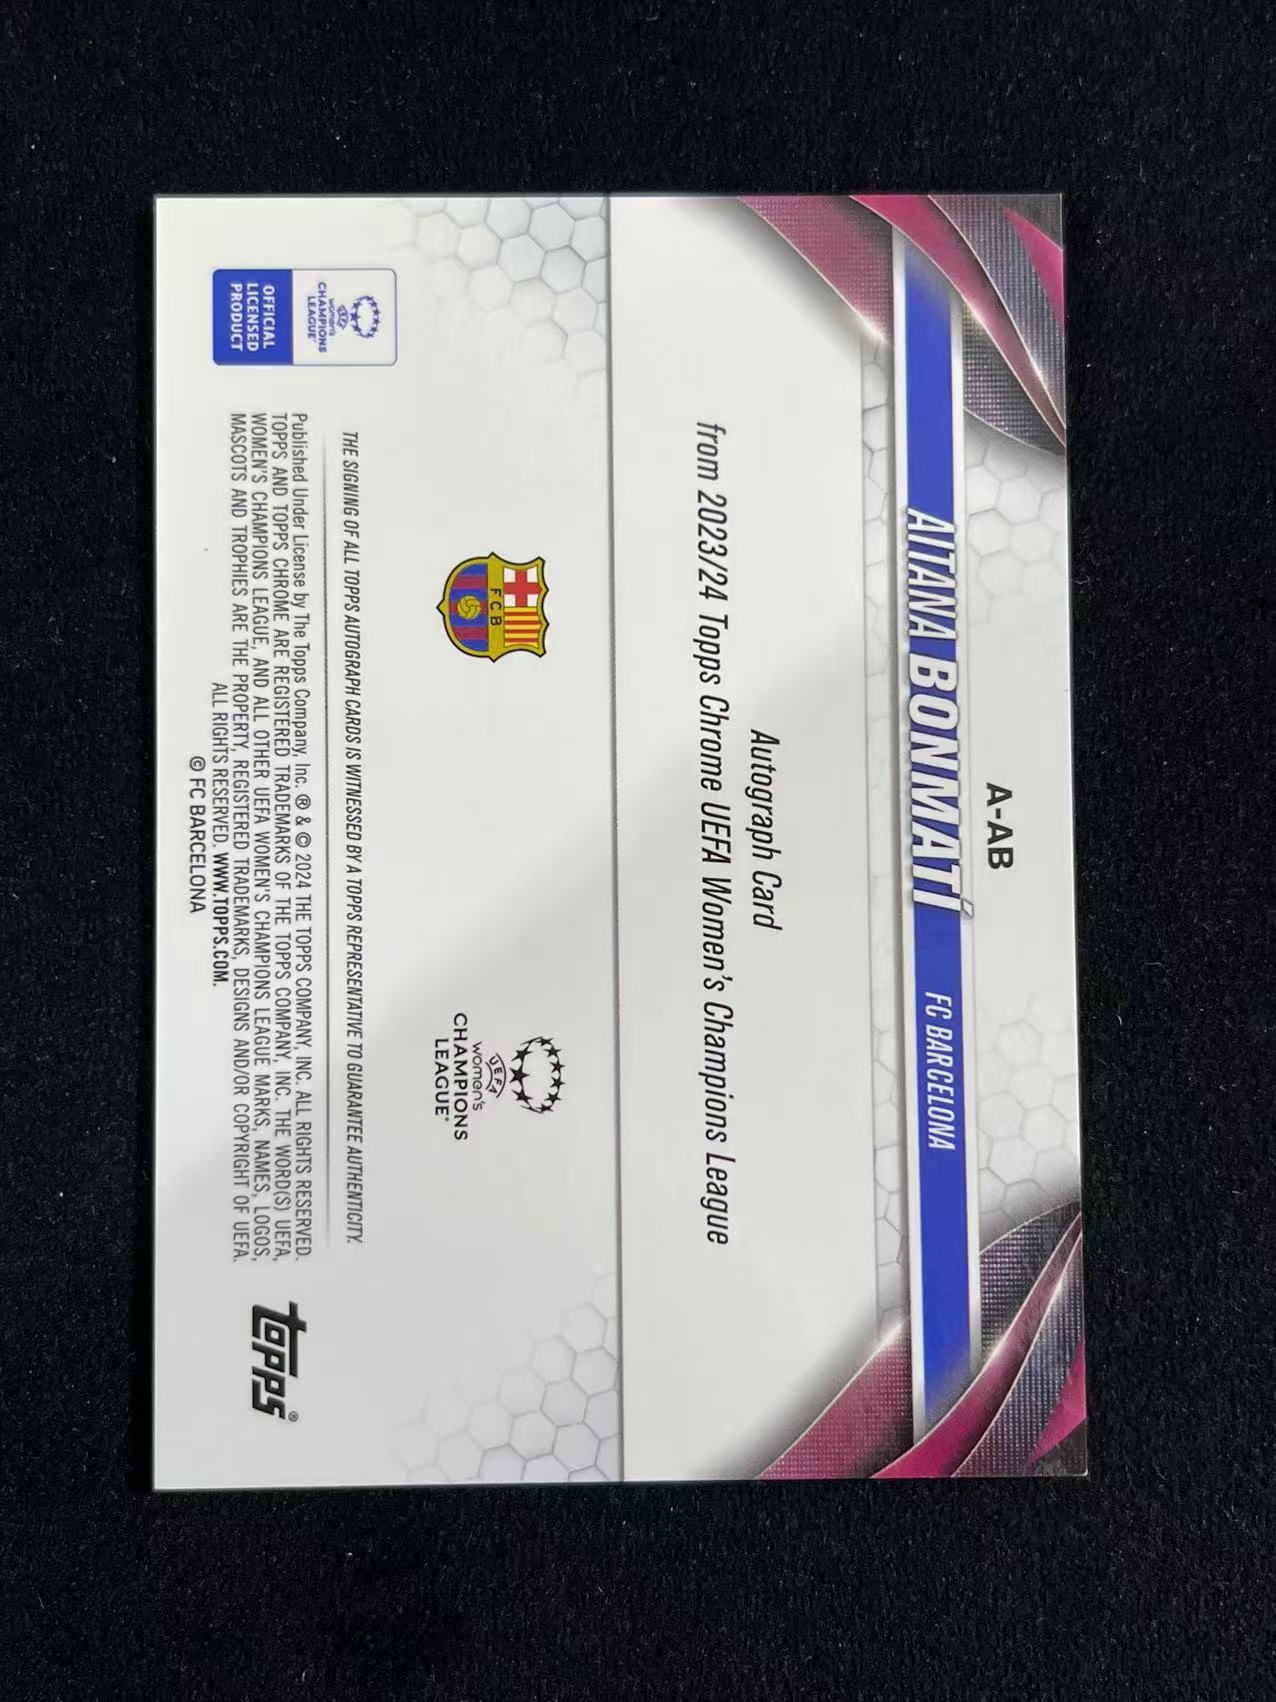 A-AB
AITANA BONMATÍ
FC BARCELONA
Autograph Card
from 2023/24 Topps Chrome UEFA Women's Champions League
FCB
UEFA
women's
CHAMPIONS
LEAGUE
THE SIGNING OF ALL TOPPS AUTOGRAPH CARDS IS WITNESSED BY A TOPPS REPRESENTATIVE TO GUARANTEE AUTHENTICITY.
UEFA
women's
CHAMPIONS
LEAGUE
OFFICIAL
LICENSED
PRODUCT
Published Under License by The Topps Company, Inc. ® & © 2024 THE TOPPS COMPANY, INC. ALL RIGHTS RESERVED.
TOPPS AND TOPPS CHROME ARE REGISTERED TRADEMARKS OF THE TOPPS COMPANY, INC. THE WORD(S) UEFA,
WOMEN'S CHAMPIONS LEAGUE, AND ALL OTHER UEFA WOMEN'S CHAMPIONS LEAGUE MARKS, NAMES, LOGOS,
MASCOTS AND TROPHIES ARE THE PROPERTY, REGISTERED TRADEMARKS, DESIGNS AND/OR COPYRIGHT OF UEFA.
ALL RIGHTS RESERVED. WWW.TOPPS.COM.
© FC BARCELONA
topps®